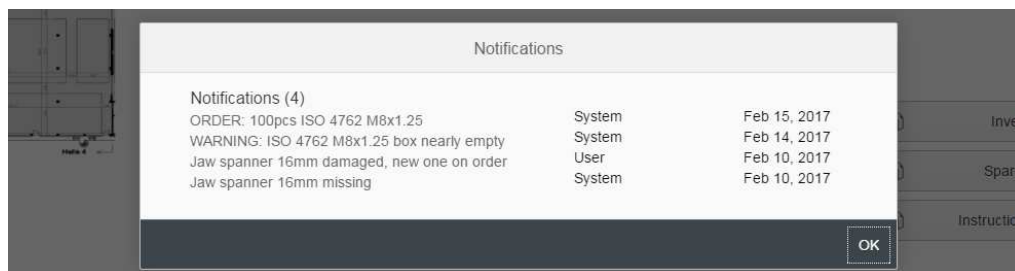 Notifications
Notifications (4)
ORDER: 100pcs ISO 4762 M8x1.25 System Feb 15, 2017
WARNING: ISO 4762 M8x1.25 box nearly empty System Feb 14, 2017
Jaw spanner 16mm damaged, new one on order User Feb 10, 2017
Jaw spanner 16mm missing System Feb 10, 2017
OK
Halle 4
Inve
Spar
Instructio